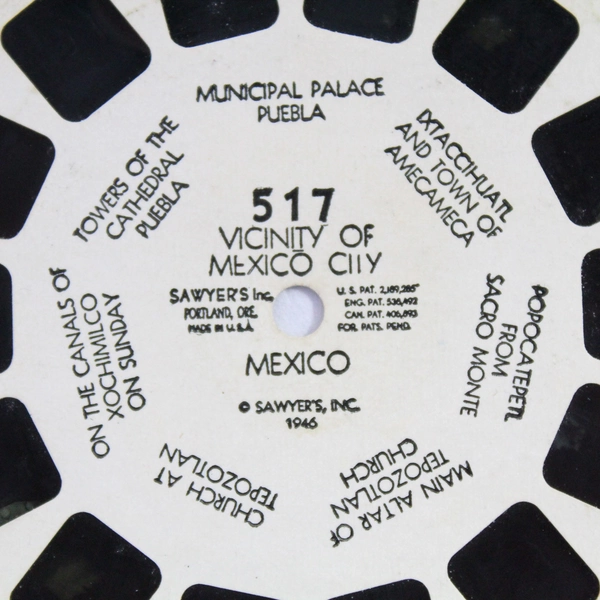 MUNICIPAL PALACE
PUEBLA
IXTACCIHUATL
AND TOWN OF
AMECAMECA
POPOCATEPETL
FROM
SACRO MONTE
MAIN ALTAR OF
TEPOZOTLAN
CHURCH
CHURCH AT
TEPOZOTLAN
ON THE CANALS OF
XOCHIMILCO
ON SUNDAY
TOWERS OF THE
CATHEDRAL
PUEBLA
517
VICINITY OF
MEXICO CITY
SAWYER'S Inc.
PORTLAND, ORE.
MADE IN U.S.A.
U.S. PAT. 2,189,285
ENG. PAT. 536,492
CAN. PAT. 406,893
FOR. PATS. PEND.
MEXICO
© SAWYER'S, INC.
1946